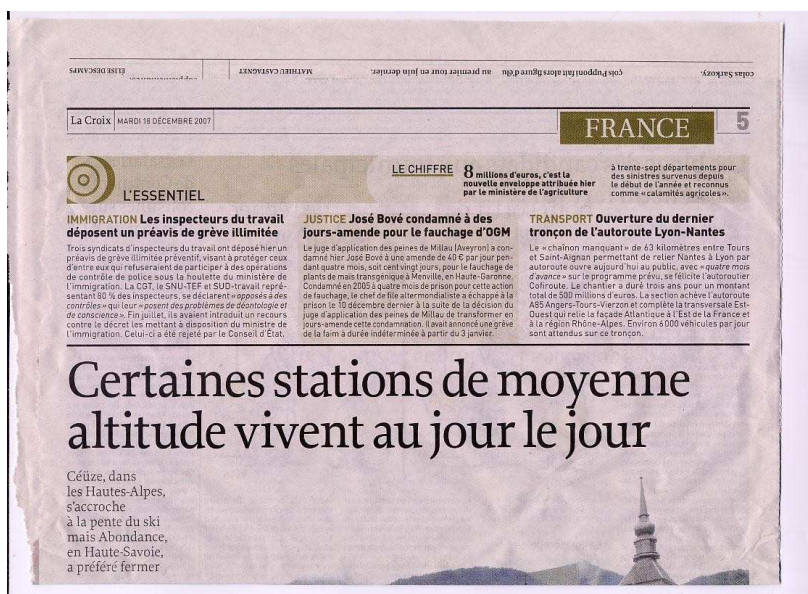 colas Sarkozy.
çois Puppon fait alors figure d'élu
au premier tour en juin dernier.
MATHIEU CASTAGNET
ÉLISE DESCAMPS
La Croix MARDI 18 DÉCEMBRE 2007
FRANCE 5
L'ESSENTIEL
LE CHIFFRE 8 millions d'euros, c'est la
nouvelle enveloppe attribuée hier
par le ministère de l'agriculture
à trente-sept départements pour
des sinistres survenus depuis
le début de l'année et reconnus
comme « calamités agricoles ».
IMMIGRATION Les inspecteurs du travail
déposent un préavis de grève illimitée
Trois syndicats d'inspecteurs du travail ont déposé hier un
préavis de grève illimitée préventif, visant à protéger ceux
d'entre eux qui refuseraient de participer à des opérations
de contrôle de police sous la houlette du ministère de
l'immigration. La CGT, le SNU-TEF et SUD-travail repré-
sentant 80 % des inspecteurs, se déclarent « opposés à des
contrôles » qui leur « posent des problèmes de déontologie et
de conscience ». Fin juillet, ils avaient introduit un recours
contre le décret les mettant à disposition du ministre de
l'immigration. Celui-ci a été rejeté par le Conseil d'État.
JUSTICE José Bové condamné à des
jours-amende pour le fauchage d'OGM
Le juge d'application des peines de Millau (Aveyron) a con-
damné hier José Bové à une amende de 40 € par jour pen-
dant quatre mois, soit cent vingt jours, pour le fauchage de
plants de maïs transgénique à Menville, en Haute-Garonne.
Condamné en 2005 à quatre mois de prison pour cette action
de fauchage, le chef de file altermondialiste a échappé à la
prison le 10 décembre dernier à la suite de la décision du
juge d'application des peines de Millau de transformer en
jours-amende cette condamnation. Il avait annoncé une grève
de la faim à durée indéterminée à partir du 3 janvier.
TRANSPORT Ouverture du dernier
tronçon de l'autoroute Lyon-Nantes
Le « chaînon manquant » de 63 kilomètres entre Tours
et Saint-Aignan permettant de relier Nantes à Lyon par
autoroute ouvre aujourd'hui au public, avec « quatre mois
d'avance » sur le programme prévu, se félicite l'autoroutier
Cofiroute. Le chantier a duré trois ans pour un montant
total de 500 millions d'euros. La section achève l'autoroute
A85 Angers-Tours-Vierzon et complète la transversale Est-
Ouest qui relie la façade Atlantique à l'Est de la France et
à la région Rhône-Alpes. Environ 6 000 véhicules par jour
sont attendus sur ce tronçon.
Certaines stations de moyenne
altitude vivent au jour le jour
Céüze, dans
les Hautes-Alpes,
s'accroche
à la pente du ski
mais Abondance,
en Haute-Savoie,
a préféré fermer